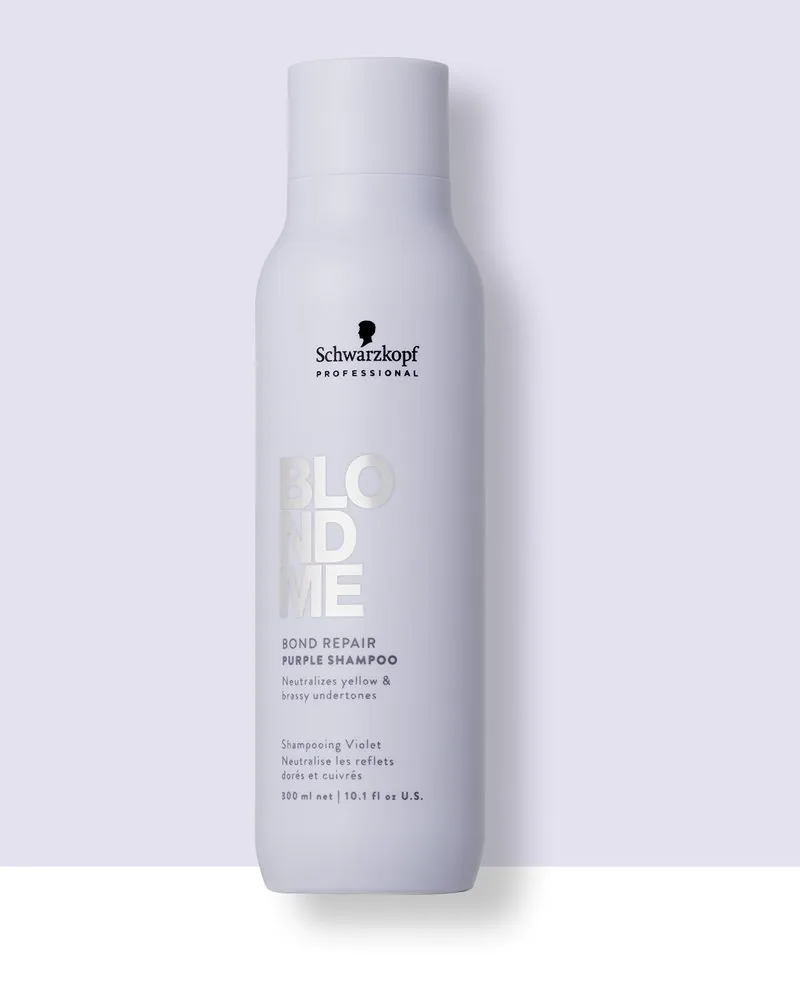 Schwarzkopf
PROFESSIONAL
BLO
ND
ME
BOND REPAIR
PURPLE SHAMPOO
Neutralizes yellow &
brassy undertones
Shampooing Violet
Neutralise les reflets
dorés et cuivrés
300 ml net | 10.1 fl oz U.S.